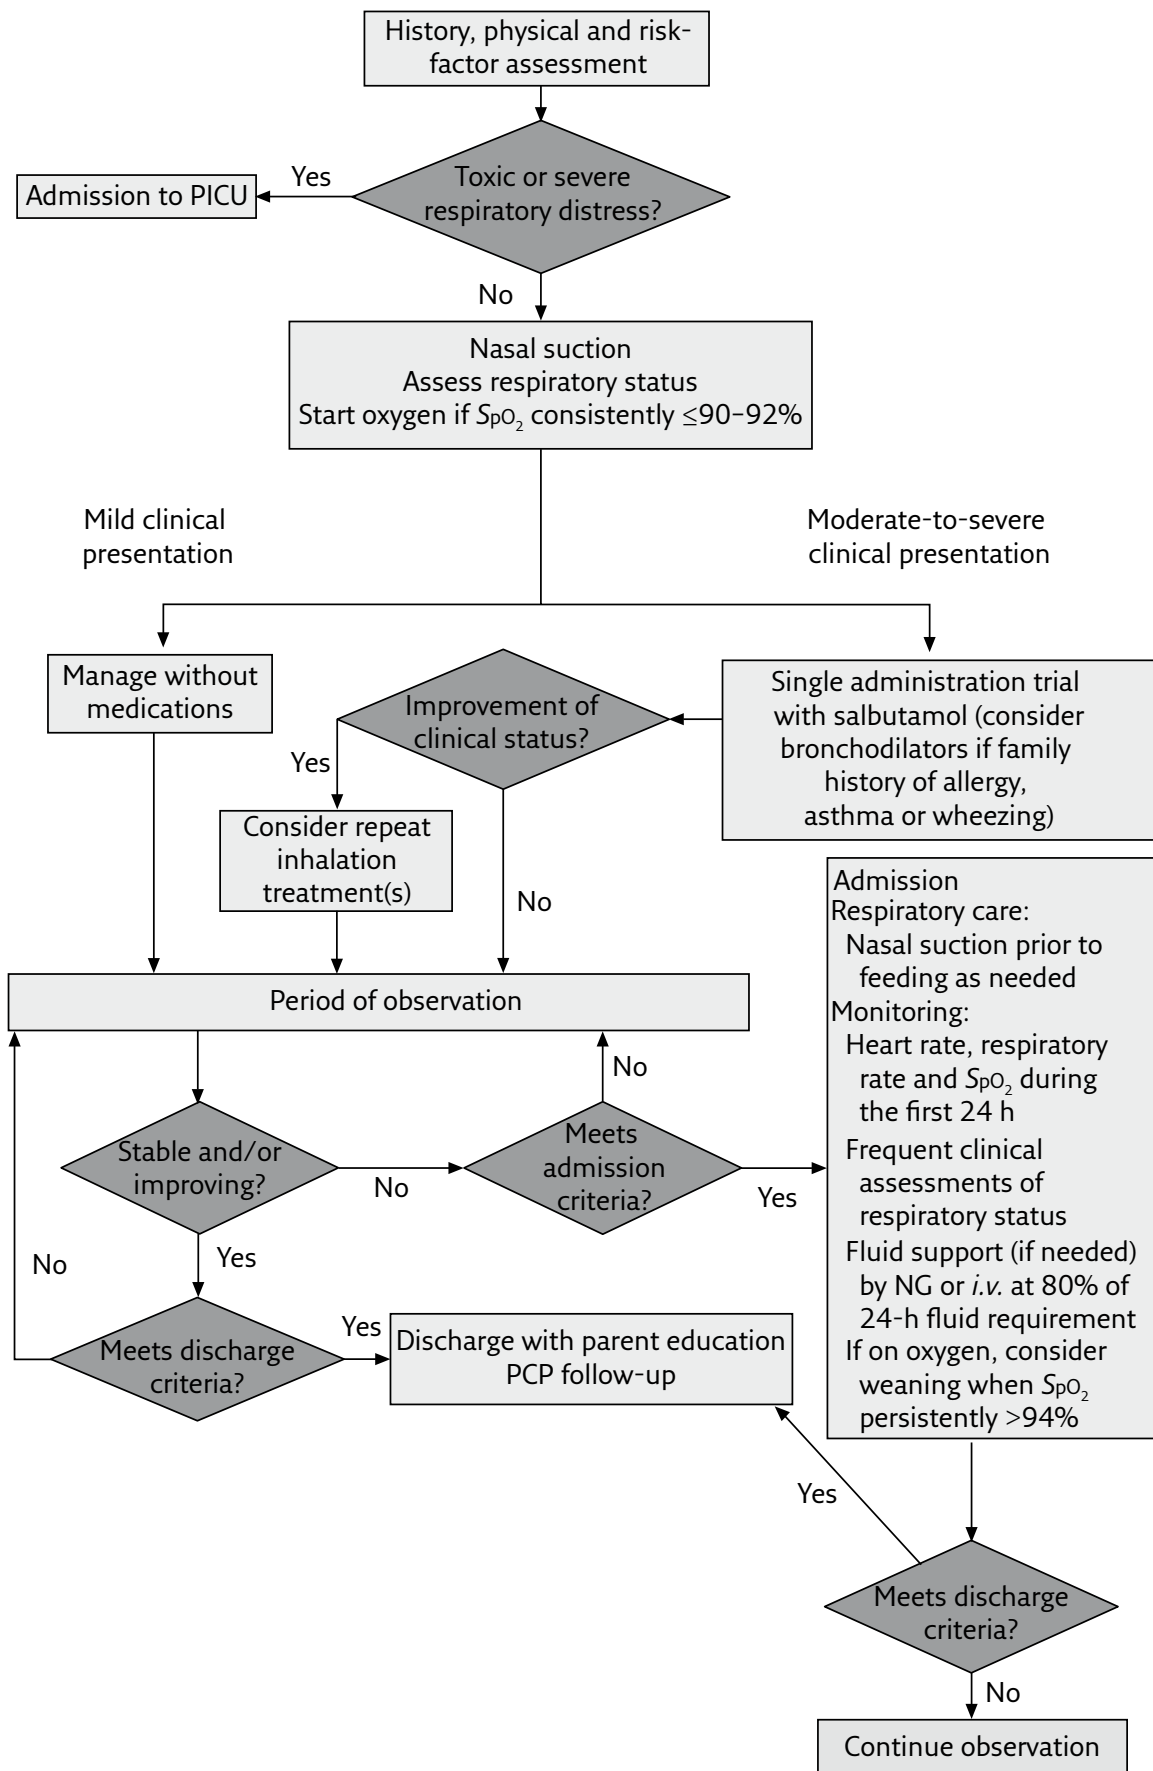 History, physical and risk-
factor assessment
Toxic or severe
respiratory distress?
Yes
Admission to PICU
No
Nasal suction
Assess respiratory status
Start oxygen if SpO₂ consistently ≤90–92%
Mild clinical
presentation
Moderate-to-severe
clinical presentation
Manage without
medications
Improvement of
clinical status?
Single administration trial
with salbutamol (consider
bronchodilators if family
history of allergy,
asthma or wheezing)
Yes
Consider repeat
inhalation
treatment(s)
No
Period of observation
Admission
Respiratory care:
Nasal suction prior to
feeding as needed
Monitoring:
Heart rate, respiratory
rate and SpO₂ during
the first 24 h
Frequent clinical
assessments of
respiratory status
Fluid support (if needed)
by NG or i.v. at 80% of
24-h fluid requirement
If on oxygen, consider
weaning when SpO₂
persistently >94%
No
Stable and/or
improving?
No
Meets
admission
criteria?
Yes
No
Yes
Meets discharge
criteria?
Yes
Discharge with parent education
PCP follow-up
Yes
Meets discharge
criteria?
No
Continue observation